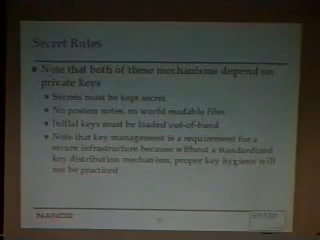 Secret Rules
Note that both of these mechanisms depend on
private keys
Secrets must be kept secret
No postem notes, no world readable files
Initial keys must be loaded out-of-band
Note that key management is a requirement for a
secure infrastructure because without a standardized
key distribution mechanism, proper key hygiene will
not be practiced
NANOG